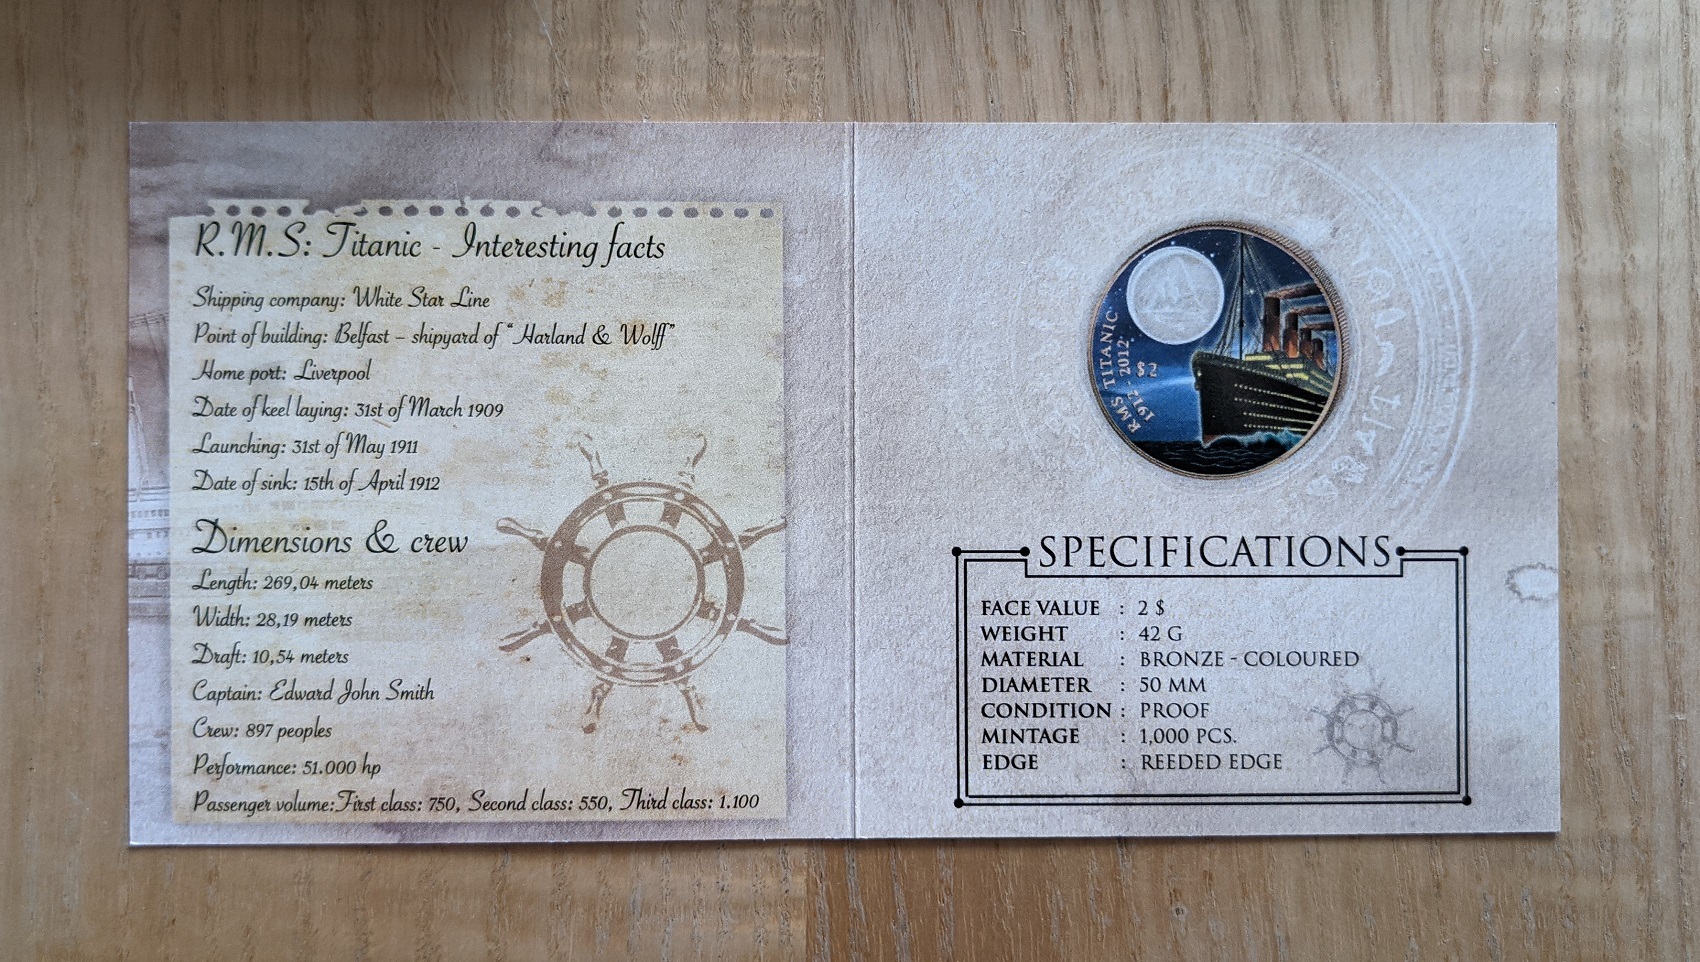 R.M.S: Titanic - Interesting facts
Shipping company: White Star Line
Point of building: Belfast – shipyard of “Harland & Wolff”
Home port: Liverpool
Date of keel laying: 31st of March 1909
Launching: 31st of May 1911
Date of sink: 15th of April 1912
Dimensions & crew
Length: 269,04 meters
Width: 28,19 meters
Draft: 10,54 meters
Captain: Edward John Smith
Crew: 897 peoples
Performance: 51.000 hp
Passenger volume:First class: 750, Second class: 550, Third class: 1.100
RMS TITANIC
1912 - 2012
$2
SPECIFICATIONS
FACE VALUE : 2 $
WEIGHT : 42 G
MATERIAL : BRONZE - COLOURED
DIAMETER : 50 MM
CONDITION : PROOF
MINTAGE : 1,000 PCS.
EDGE : REEDED EDGE